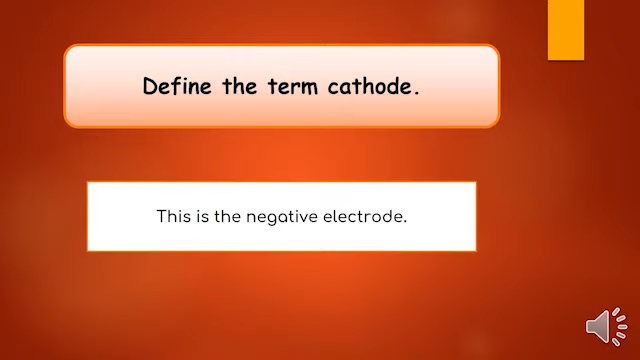 Define the term cathode.
This is the negative electrode.